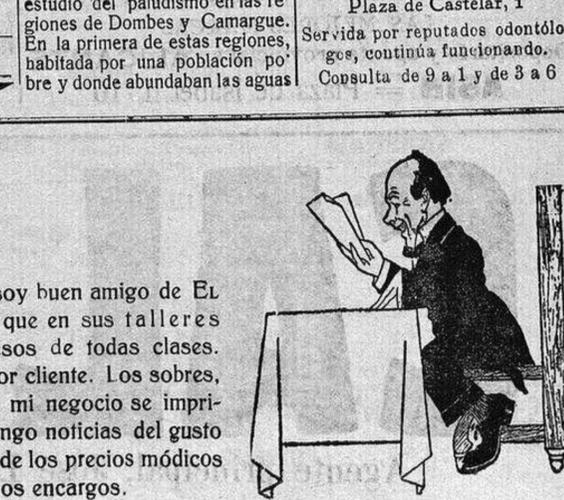 estudio del paludismo en las re
giones de Dombes y Camargue.
En la primera de estas regiones,
habitada por una población po-
bre y donde abundaban las aguas
Plaza de Castelar, 1
Servida por reputados odontólo
gos, continúa funcionando.
Consulta de 9 a 1 y de 3 a 6
soy buen amigo de EL
que en sus talleres
sos de todas clases.
or cliente. Los sobres,
mi negocio se impri-
ngo noticias del gusto
de los precios módicos
os encargos.